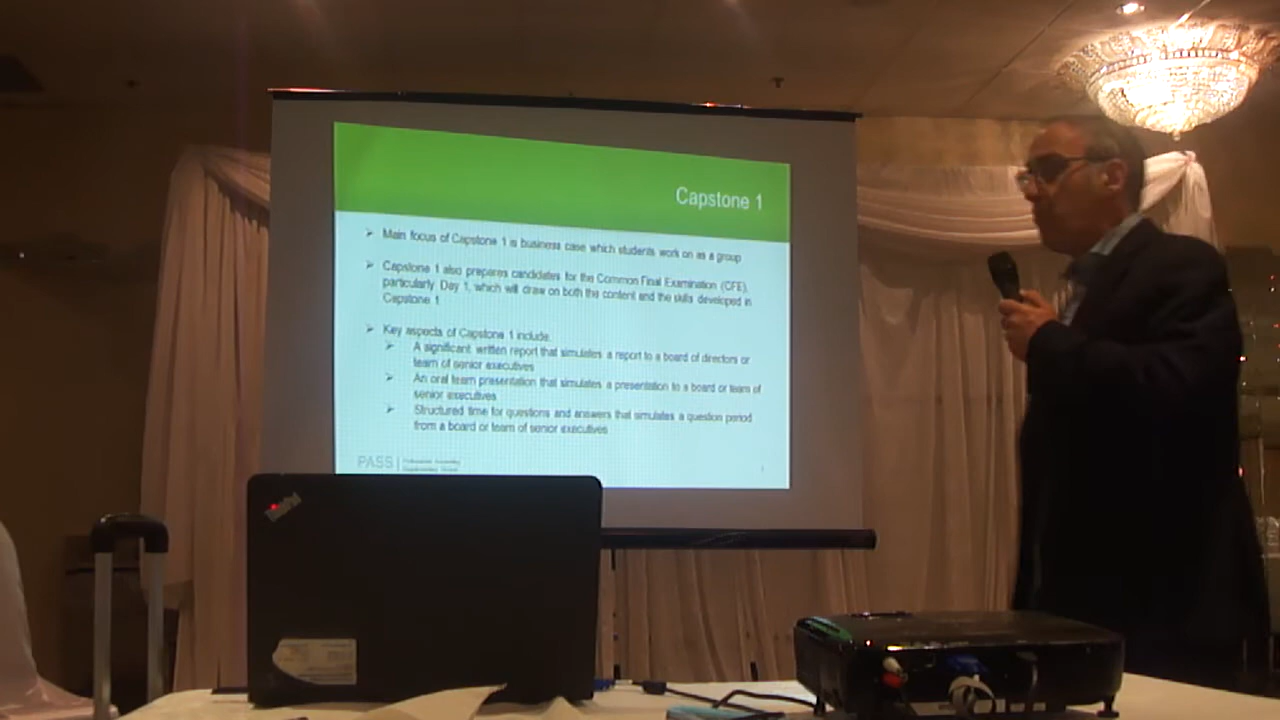 Capstone 1
➢ Main focus of Capstone 1 is business case which students work on as a group
➢ Capstone 1 also prepares candidates for the Common Final Examination (CFE),
particularly Day 1, which will draw on both the content and the skills developed in
Capstone 1
➢ Key aspects of Capstone 1 include:
➢ A significant written report that simulates a report to a board of directors or
team of senior executives
➢ An oral team presentation that simulates a presentation to a board or team of
senior executives
➢ Structured time for questions and answers that simulates a question period
from a board or team of senior executives
PASS
ThinkPad